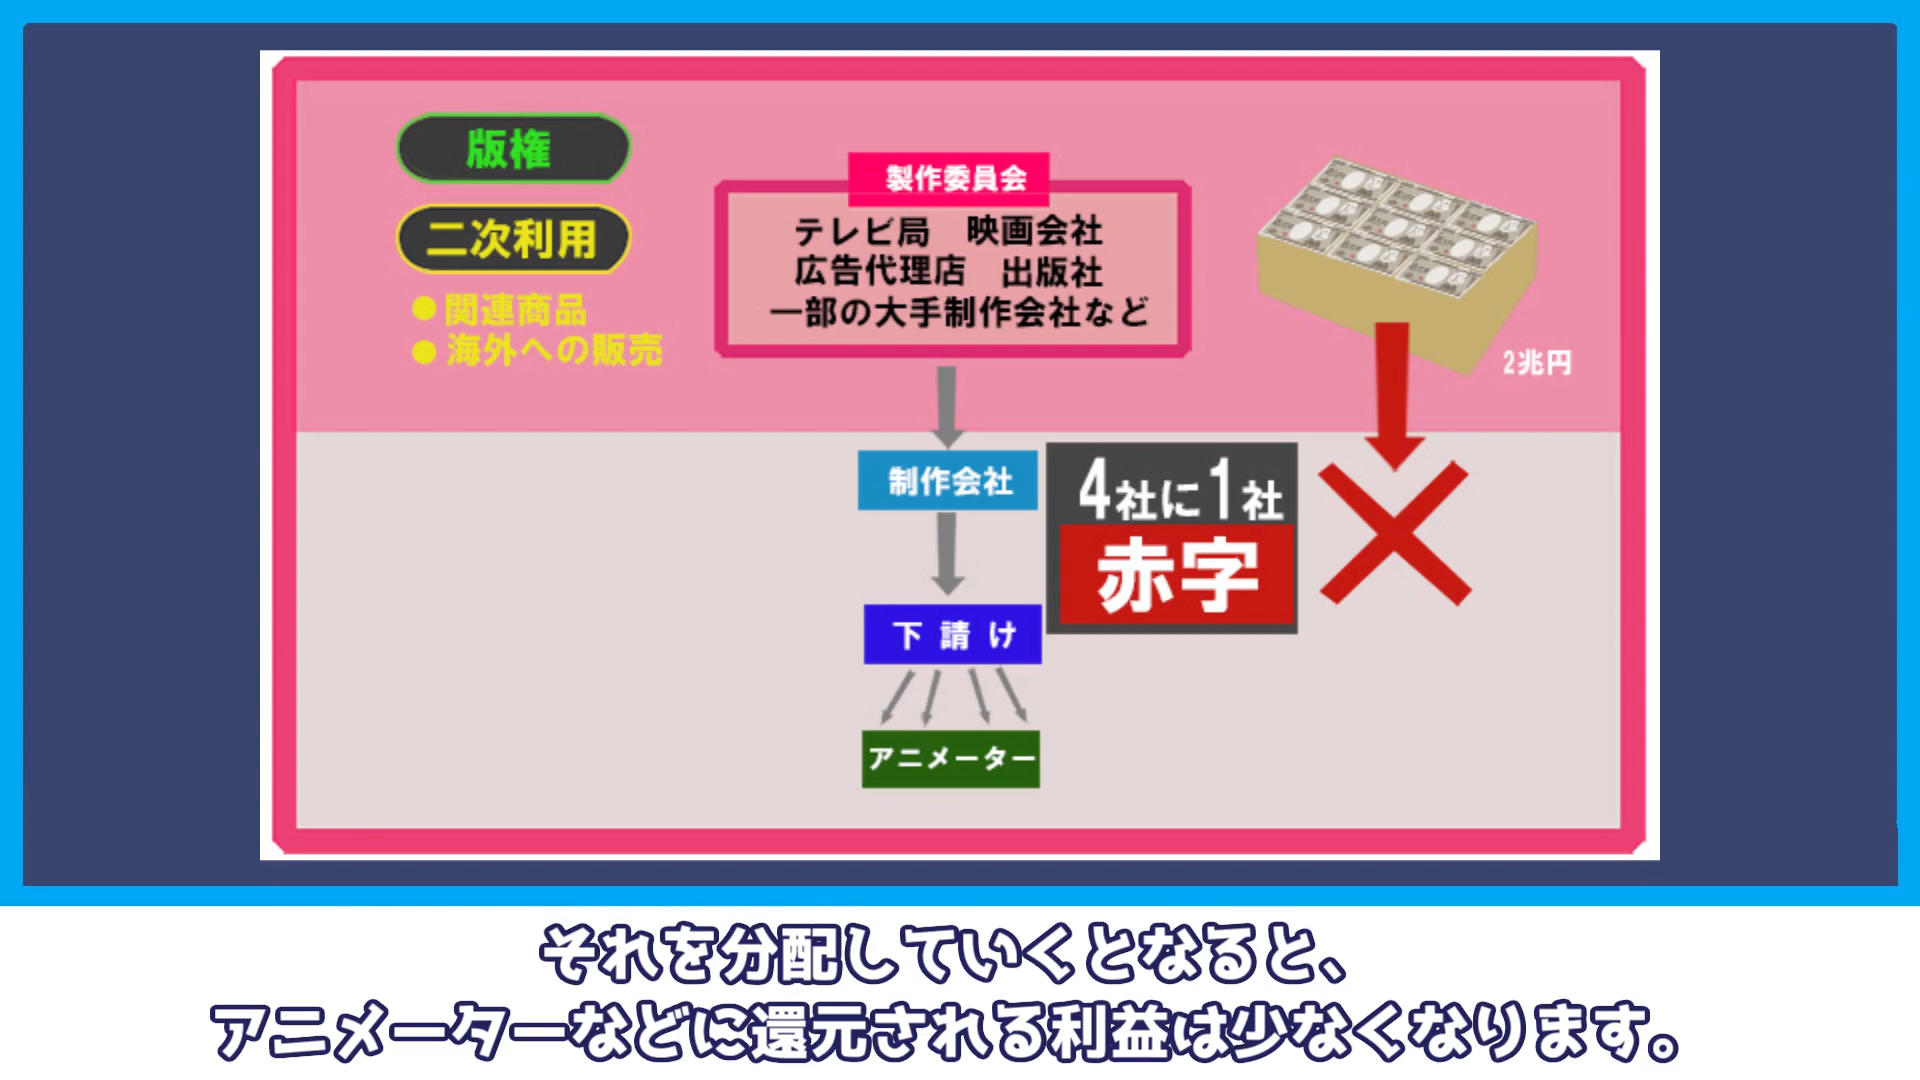 版権
二次利用
●関連商品
●海外への販売
製作委員会
テレビ局　映画会社
広告代理店　出版社
一部の大手制作会社など
2兆円
制作会社
4社に1社
赤字
下請け
アニメーター
それを分配していくとなると、
アニメーターなどに還元される利益は少なくなります。